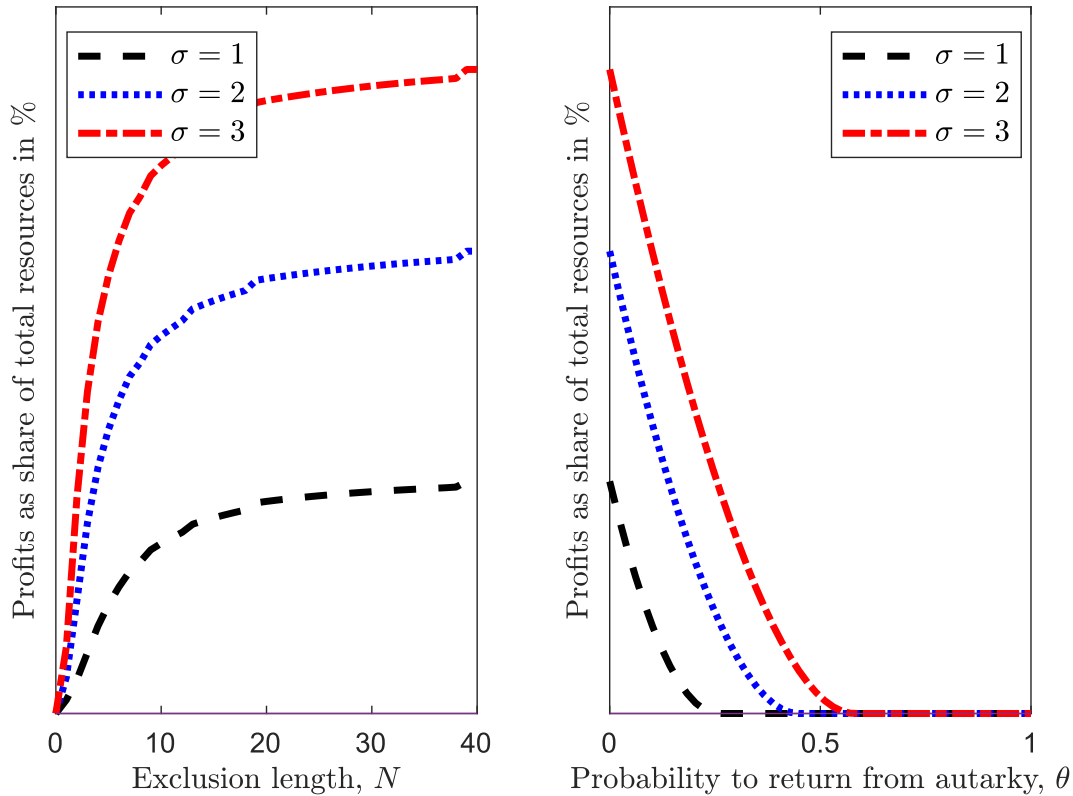 Profits as share of total resources in %
σ = 1
σ = 2
σ = 3
0
10
20
30
40
Exclusion length, N
Profits as share of total resources in %
σ = 1
σ = 2
σ = 3
0
0.5
1
Probability to return from autarky, θ